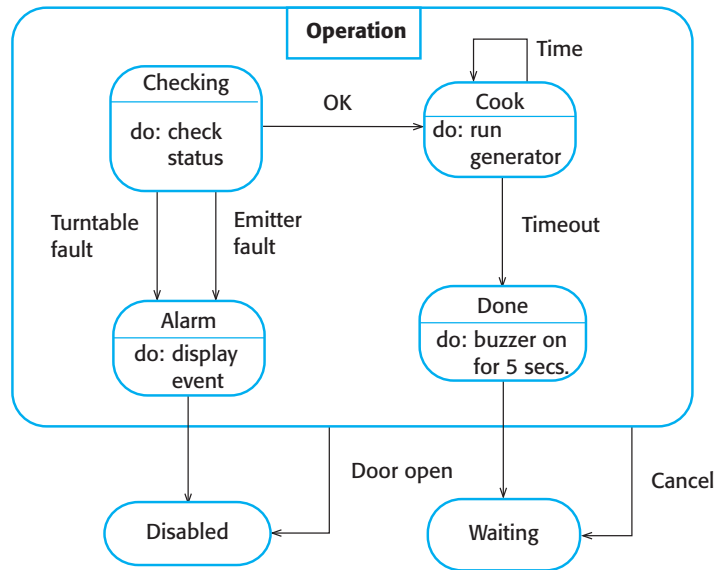 Operation
Time
Checking
do: check
status
OK
Cook
do: run
generator
Turntable
fault
Emitter
fault
Timeout
Alarm
do: display
event
Done
do: buzzer on
for 5 secs.
Door open
Cancel
Disabled
Waiting